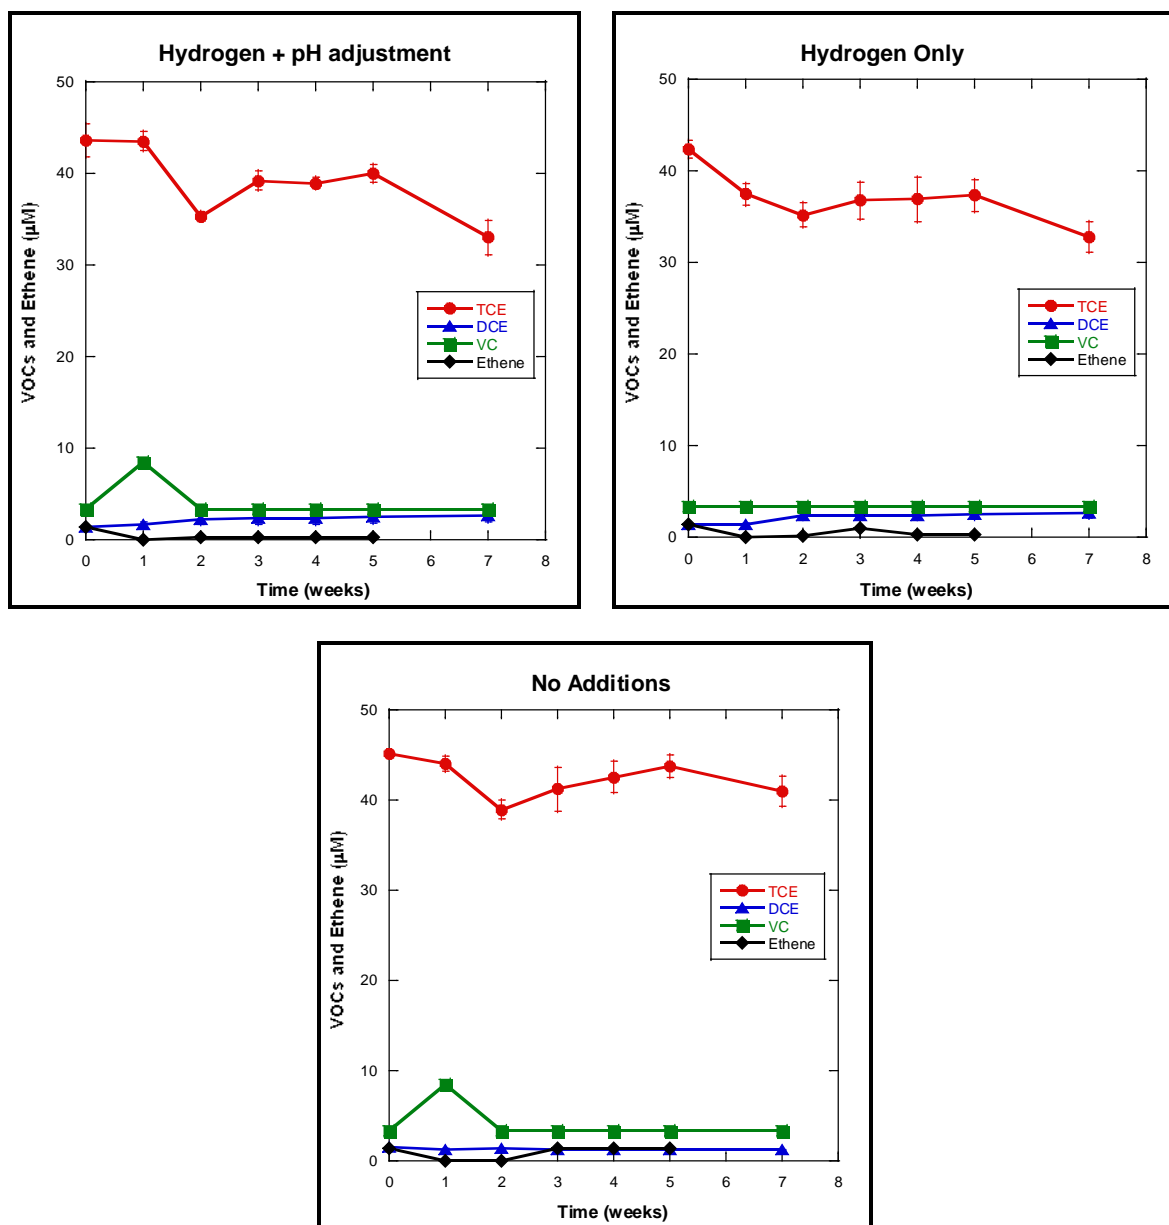 Hydrogen + pH adjustment
50
40
30
20
10
0
VOCs and Ethene (µM)
TCE
DCE
VC
Ethene
0 1 2 3 4 5 6 7 8
Time (weeks)
Hydrogen Only
50
40
30
20
10
0
VOCs and Ethene (µM)
TCE
DCE
VC
Ethene
0 1 2 3 4 5 6 7 8
Time (weeks)
No Additions
50
40
30
20
10
0
VOCs and Ethene (µM)
TCE
DCE
VC
Ethene
0 1 2 3 4 5 6 7 8
Time (weeks)